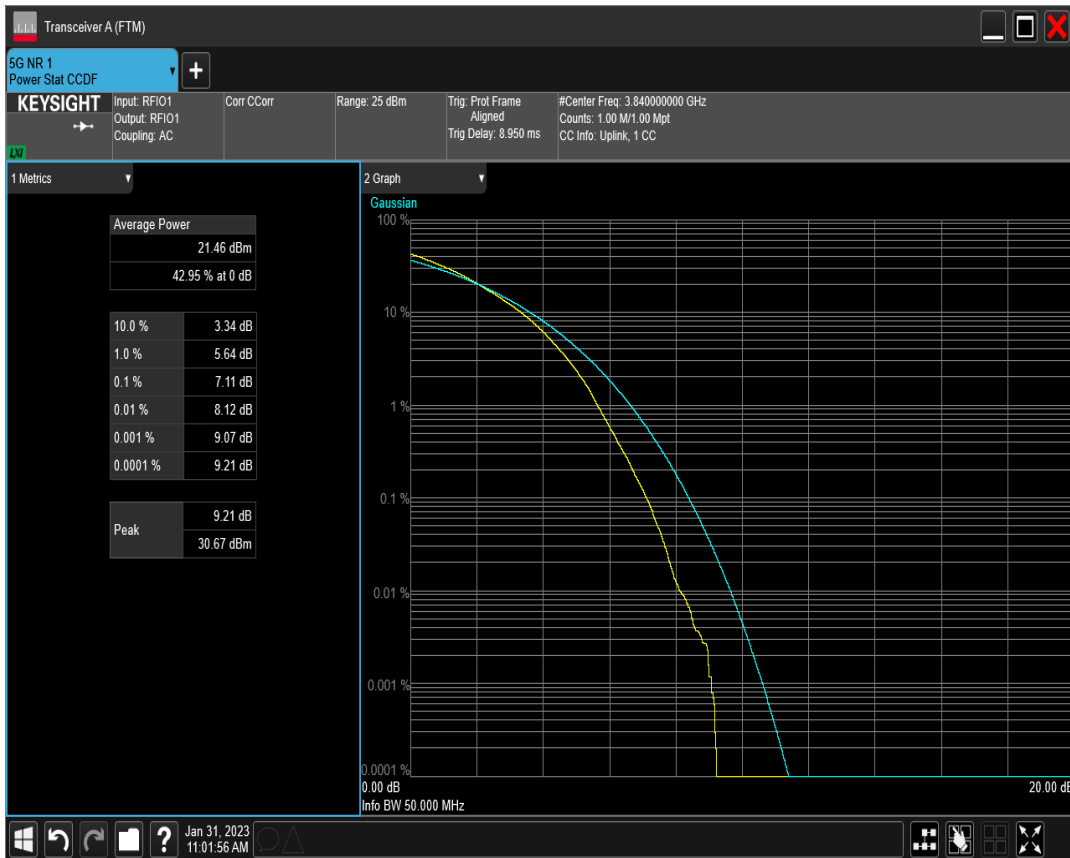 Transceiver A (FTM)
5G NR 1
Power Stat CCDF
+
KEYSIGHT
LXI
Input: RFIO1
Output: RFIO1
Coupling: AC
Corr CCorr
Range: 25 dBm
Trig: Prot Frame
Aligned
Trig Delay: 8.950 ms
#Center Freq: 3.840000000 GHz
Counts: 1.00 M/1.00 Mpt
CC Info: Uplink, 1 CC
1 Metrics
Average Power
21.46 dBm
42.95 % at 0 dB
10.0 % 3.34 dB
1.0 % 5.64 dB
0.1 % 7.11 dB
0.01 % 8.12 dB
0.001 % 9.07 dB
0.0001 % 9.21 dB
Peak
9.21 dB
30.67 dBm
2 Graph
Gaussian
100 %
10 %
1 %
0.1 %
0.01 %
0.001 %
0.0001 %
0.00 dB 20.00 dB
Info BW 50.000 MHz
?
Jan 31, 2023
11:01:56 AM